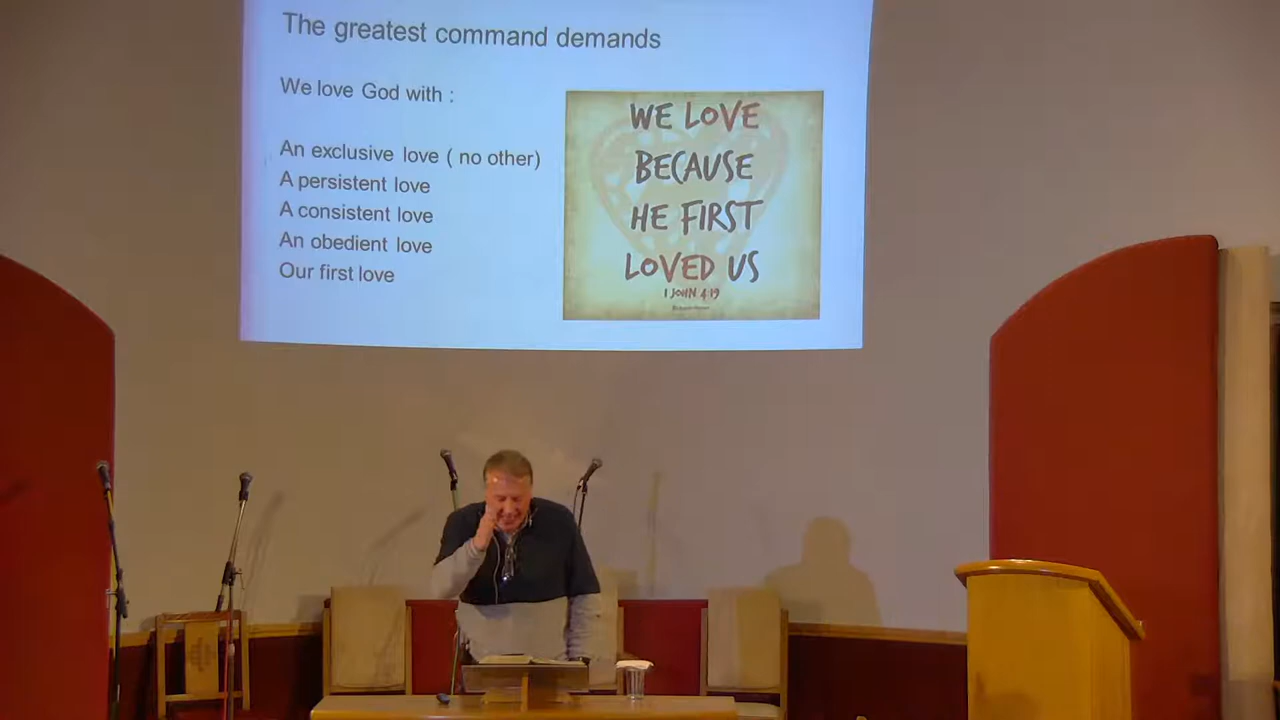 The greatest command demands
We love God with :
An exclusive love ( no other)
A persistent love
A consistent love
An obedient love
Our first love
WE LOVE
BECAUSE
HE FIRST
LOVED US
1 JOHN 4:19